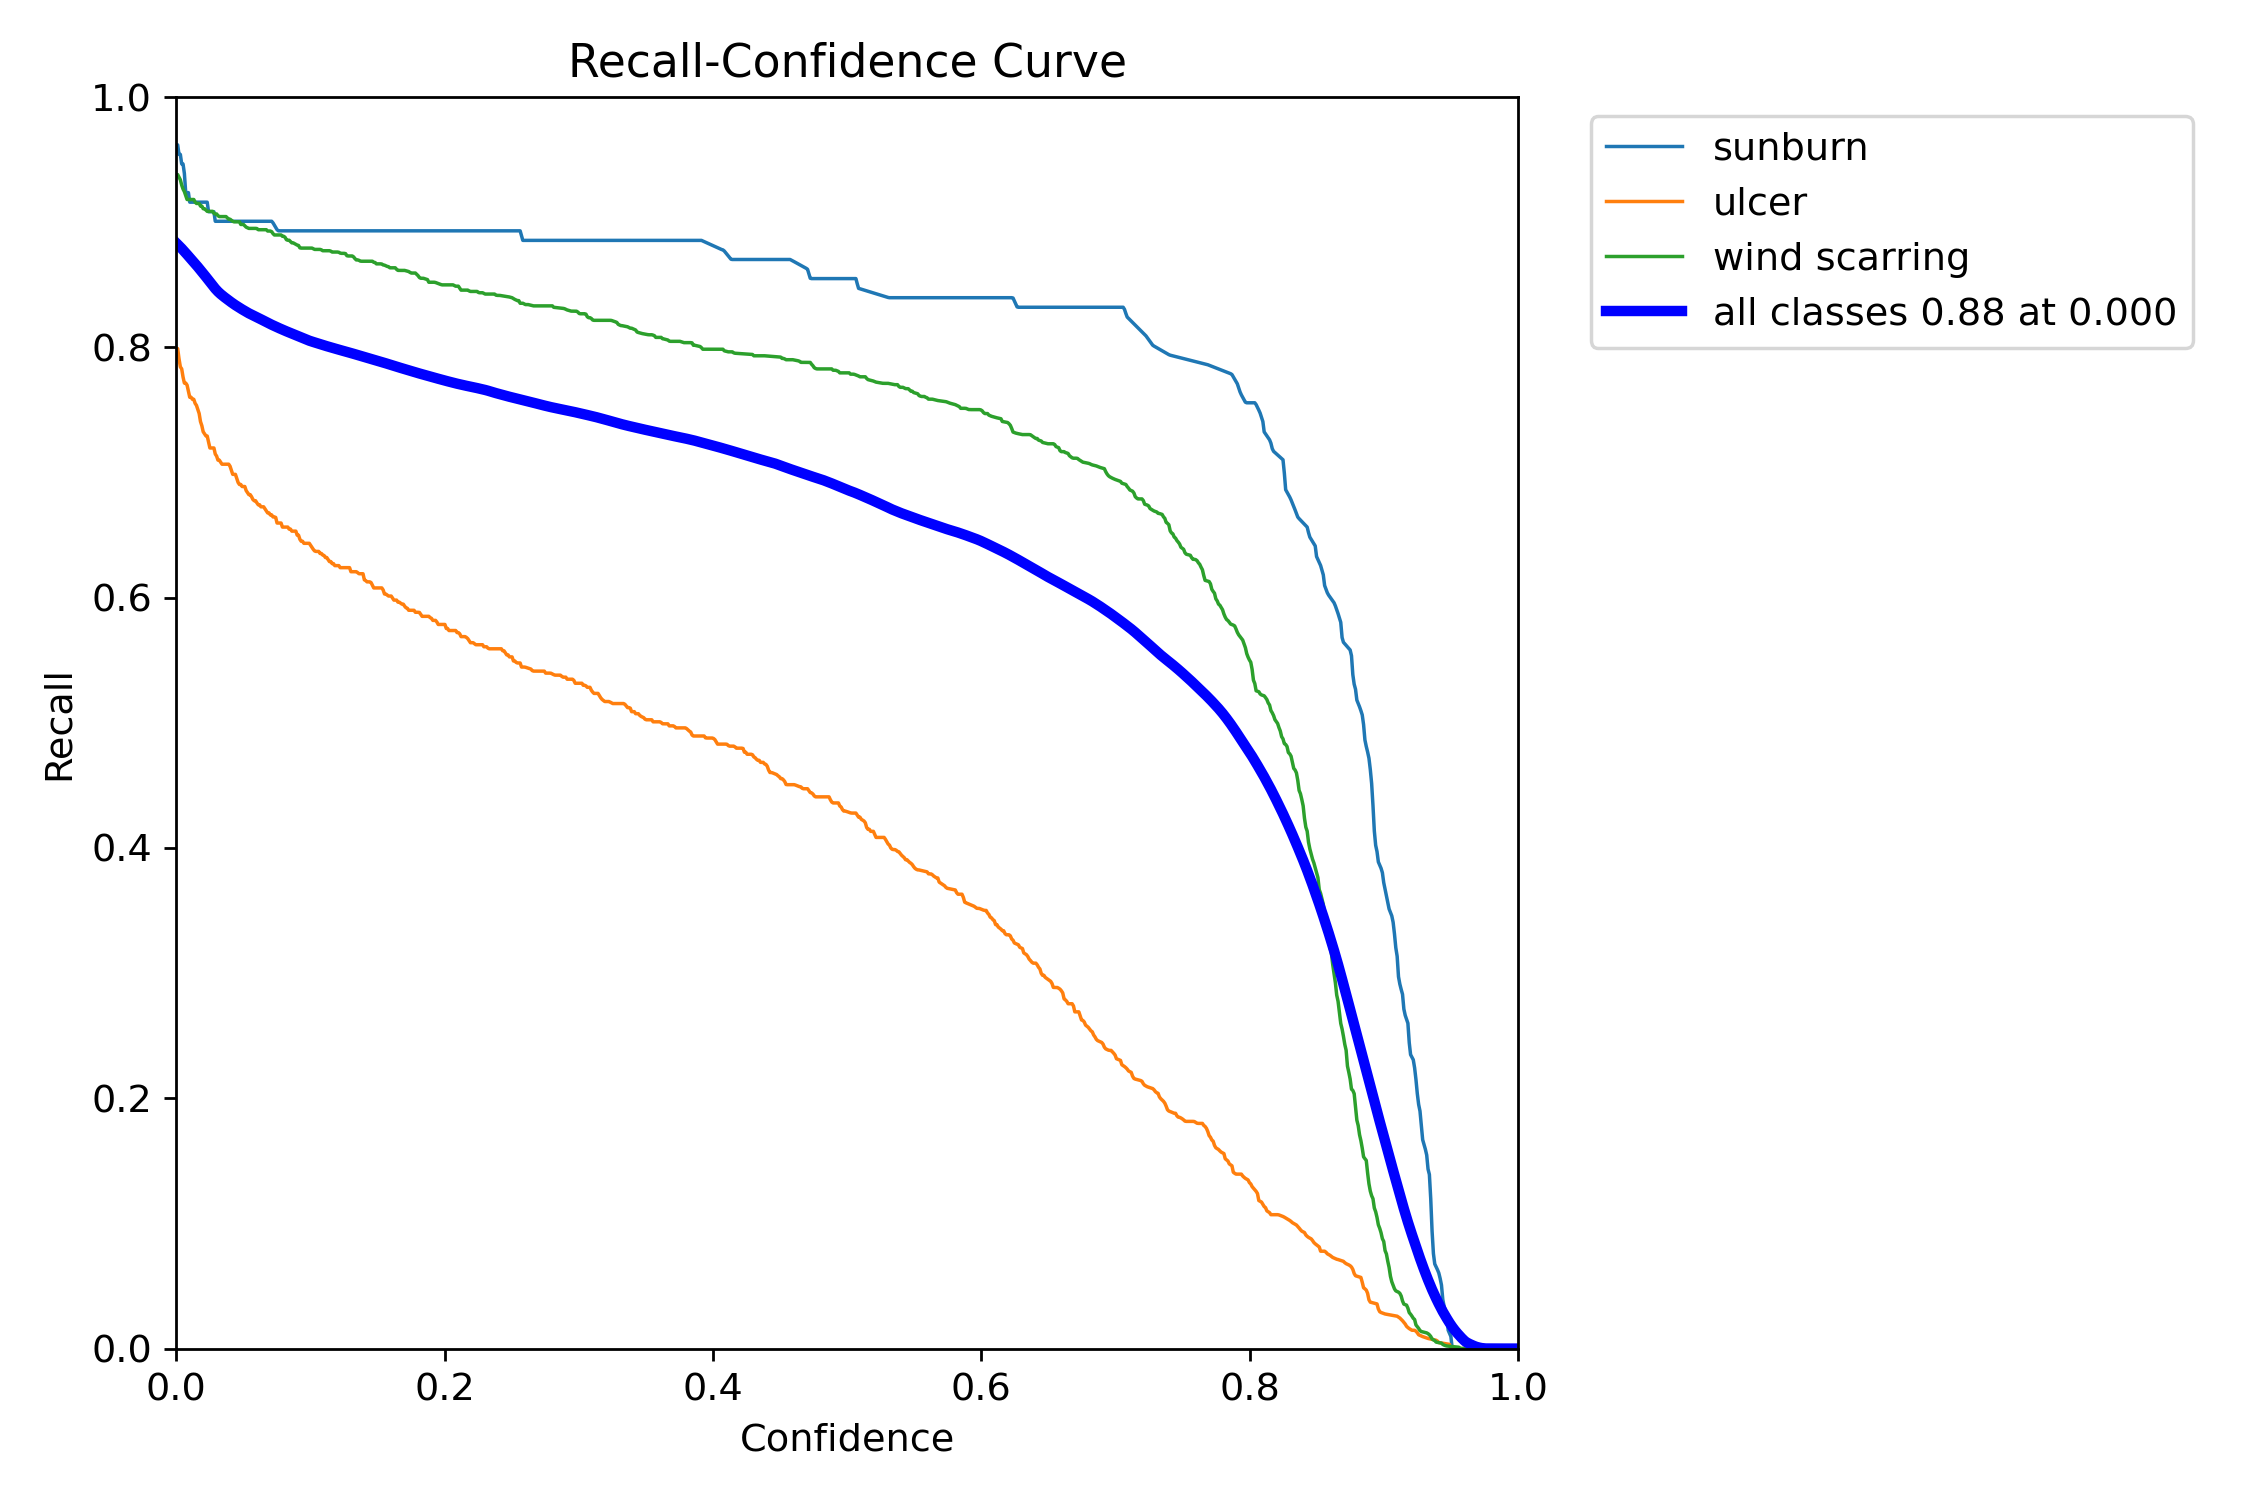 Recall-Confidence Curve
1.0
0.8
0.6
0.4
0.2
0.0
Recall
0.0 0.2 0.4 0.6 0.8 1.0
Confidence
sunburn
ulcer
wind scarring
all classes 0.88 at 0.000